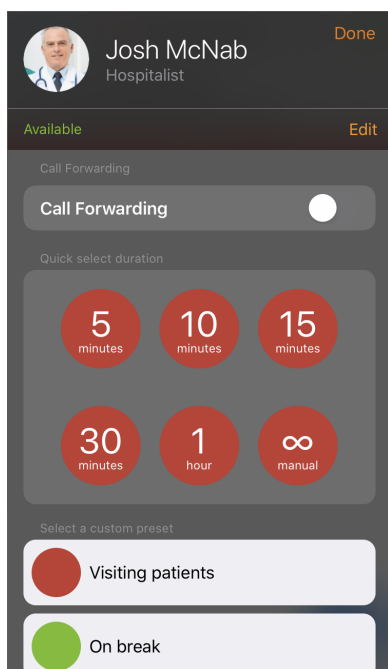 Josh McNab
Done
Hospitalist
Available
Edit
Call Forwarding
Call Forwarding
Quick select duration
5
minutes
10
minutes
15
minutes
30
minutes
1
hour
∞
manual
Select a custom preset
Visiting patients
On break